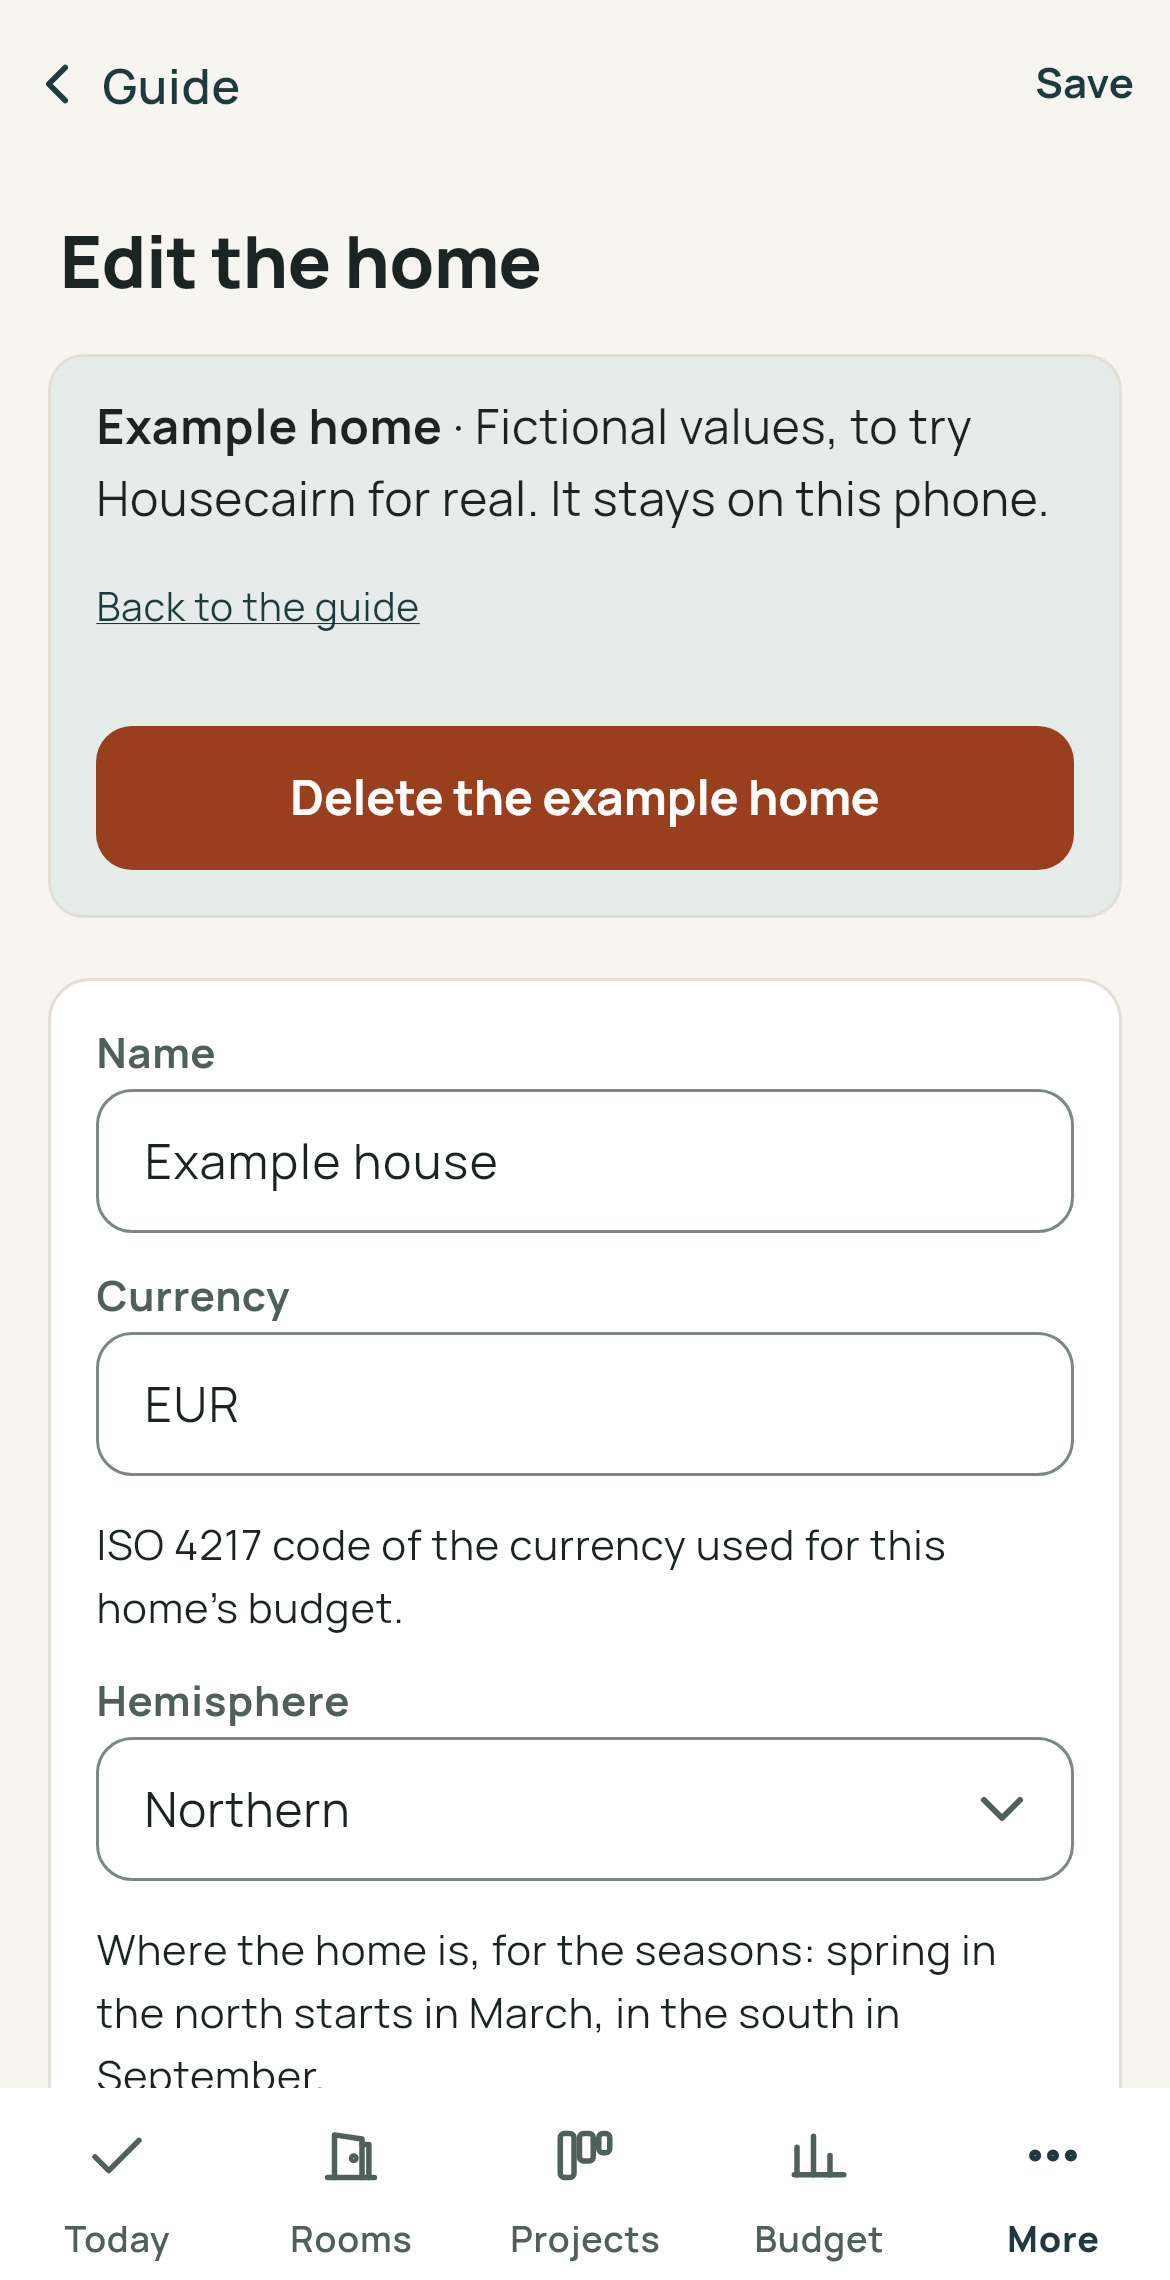 Guide
Save
Edit the home
Example home · Fictional values, to try
Housecairn for real. It stays on this phone.
Back to the guide
Delete the example home
Name
Example house
Currency
EUR
ISO 4217 code of the currency used for this
home’s budget.
Hemisphere
Northern
Where the home is, for the seasons: spring in
the north starts in March, in the south in
September.
Today
Rooms
Projects
Budget
More